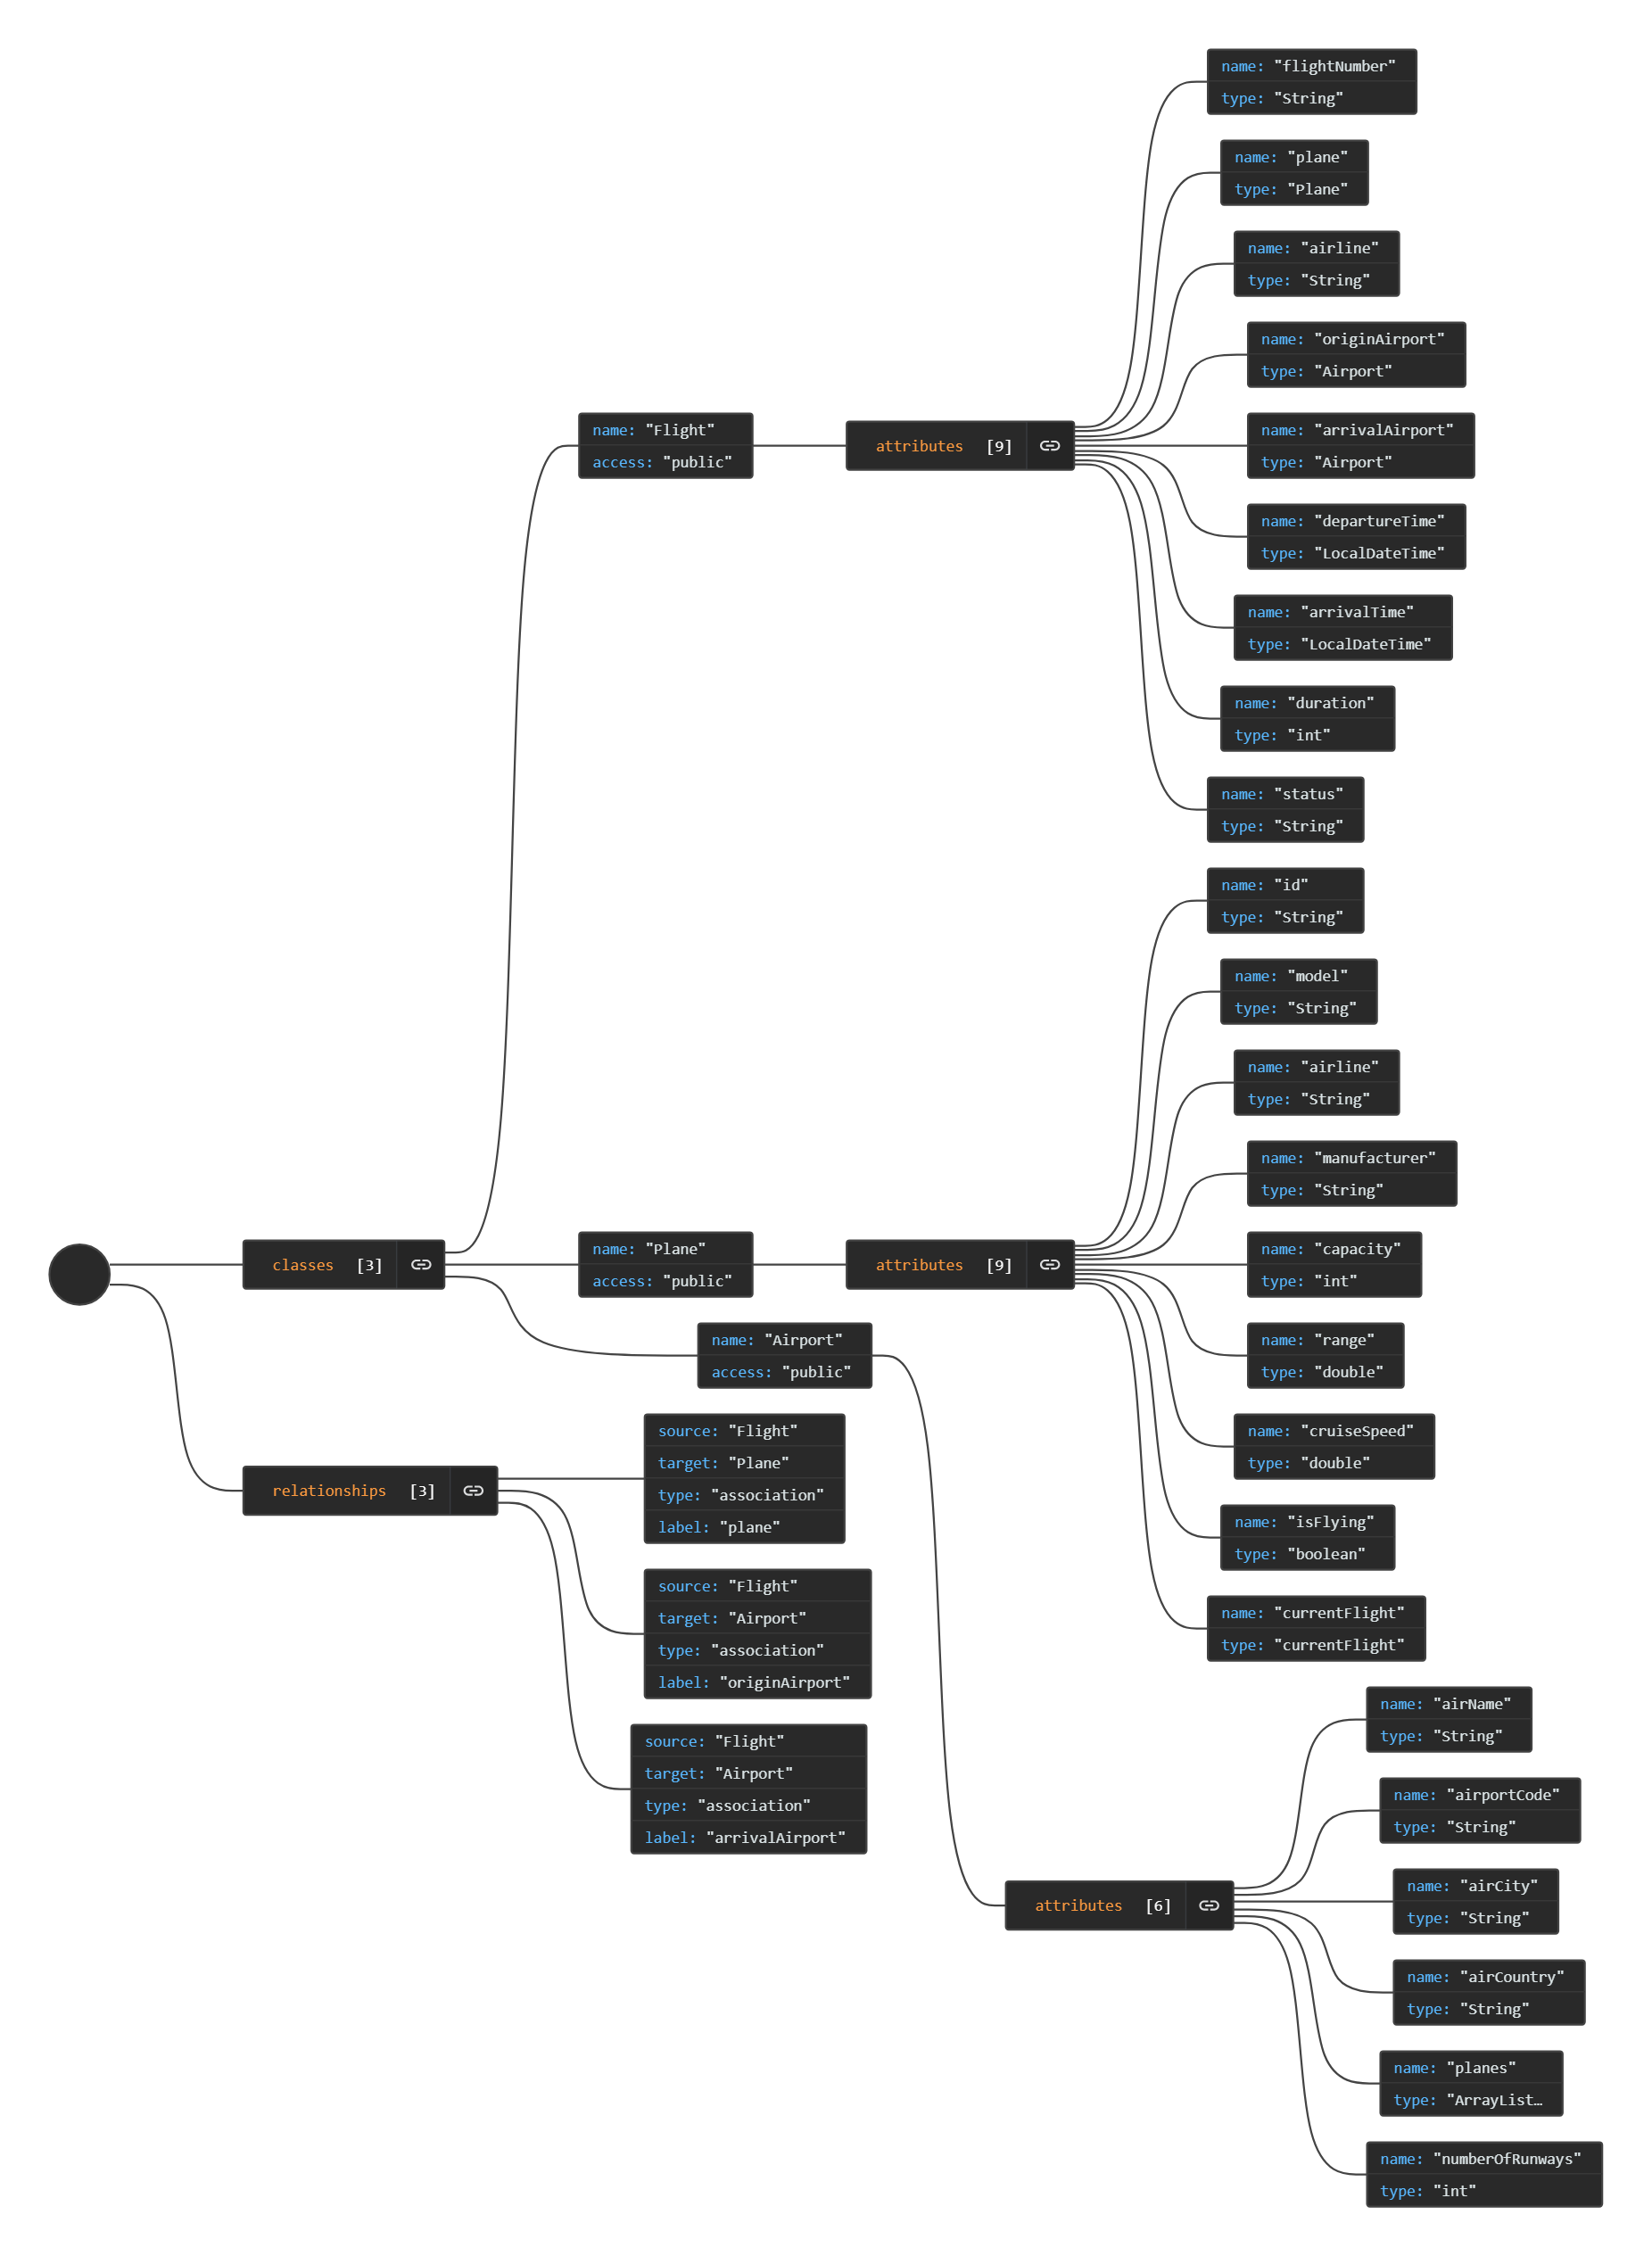 name: "flightNumber"
type: "String"
name: "plane"
type: "Plane"
name: "airline"
type: "String"
name: "originAirport"
type: "Airport"
name: "Flight"
access: "public"
attributes [9]
name: "arrivalAirport"
type: "Airport"
name: "departureTime"
type: "LocalDateTime"
name: "arrivalTime"
type: "LocalDateTime"
name: "duration"
type: "int"
name: "status"
type: "String"
name: "id"
type: "String"
name: "model"
type: "String"
name: "airline"
type: "String"
name: "manufacturer"
type: "String"
classes [3]
name: "Plane"
access: "public"
attributes [9]
name: "capacity"
type: "int"
name: "Airport"
access: "public"
name: "range"
type: "double"
name: "cruiseSpeed"
type: "double"
name: "isFlying"
type: "boolean"
name: "currentFlight"
type: "currentFlight"
relationships [3]
source: "Flight"
target: "Plane"
type: "association"
label: "plane"
source: "Flight"
target: "Airport"
type: "association"
label: "originAirport"
source: "Flight"
target: "Airport"
type: "association"
label: "arrivalAirport"
attributes [6]
name: "airName"
type: "String"
name: "airportCode"
type: "String"
name: "airCity"
type: "String"
name: "airCountry"
type: "String"
name: "planes"
type: "ArrayList…
name: "numberOfRunways"
type: "int"